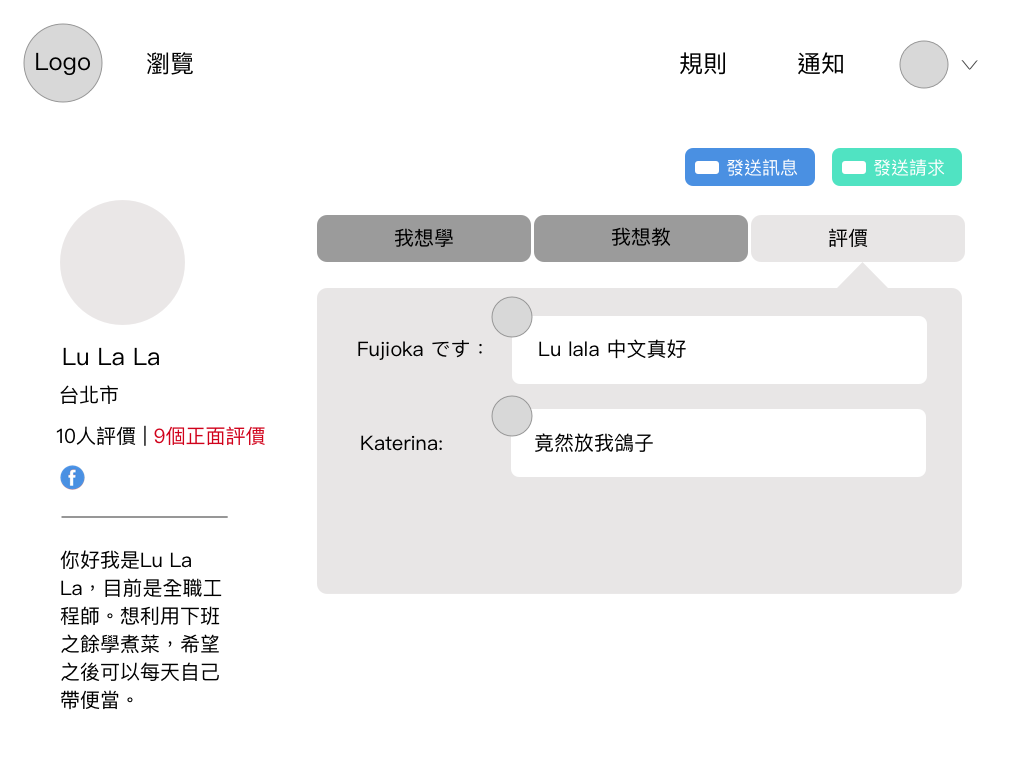 Logo
瀏覽
規則
通知
發送訊息
發送請求
我想學
我想教
評價
Lu La La
台北市
10人評價 | 9個正面評價
f
你好我是Lu La
La，目前是全職工
程師。想利用下班
之餘學煮菜，希望
之後可以每天自己
帶便當。
Fujioka です：
Lu lala 中文真好
Katerina:
竟然放我鴿子